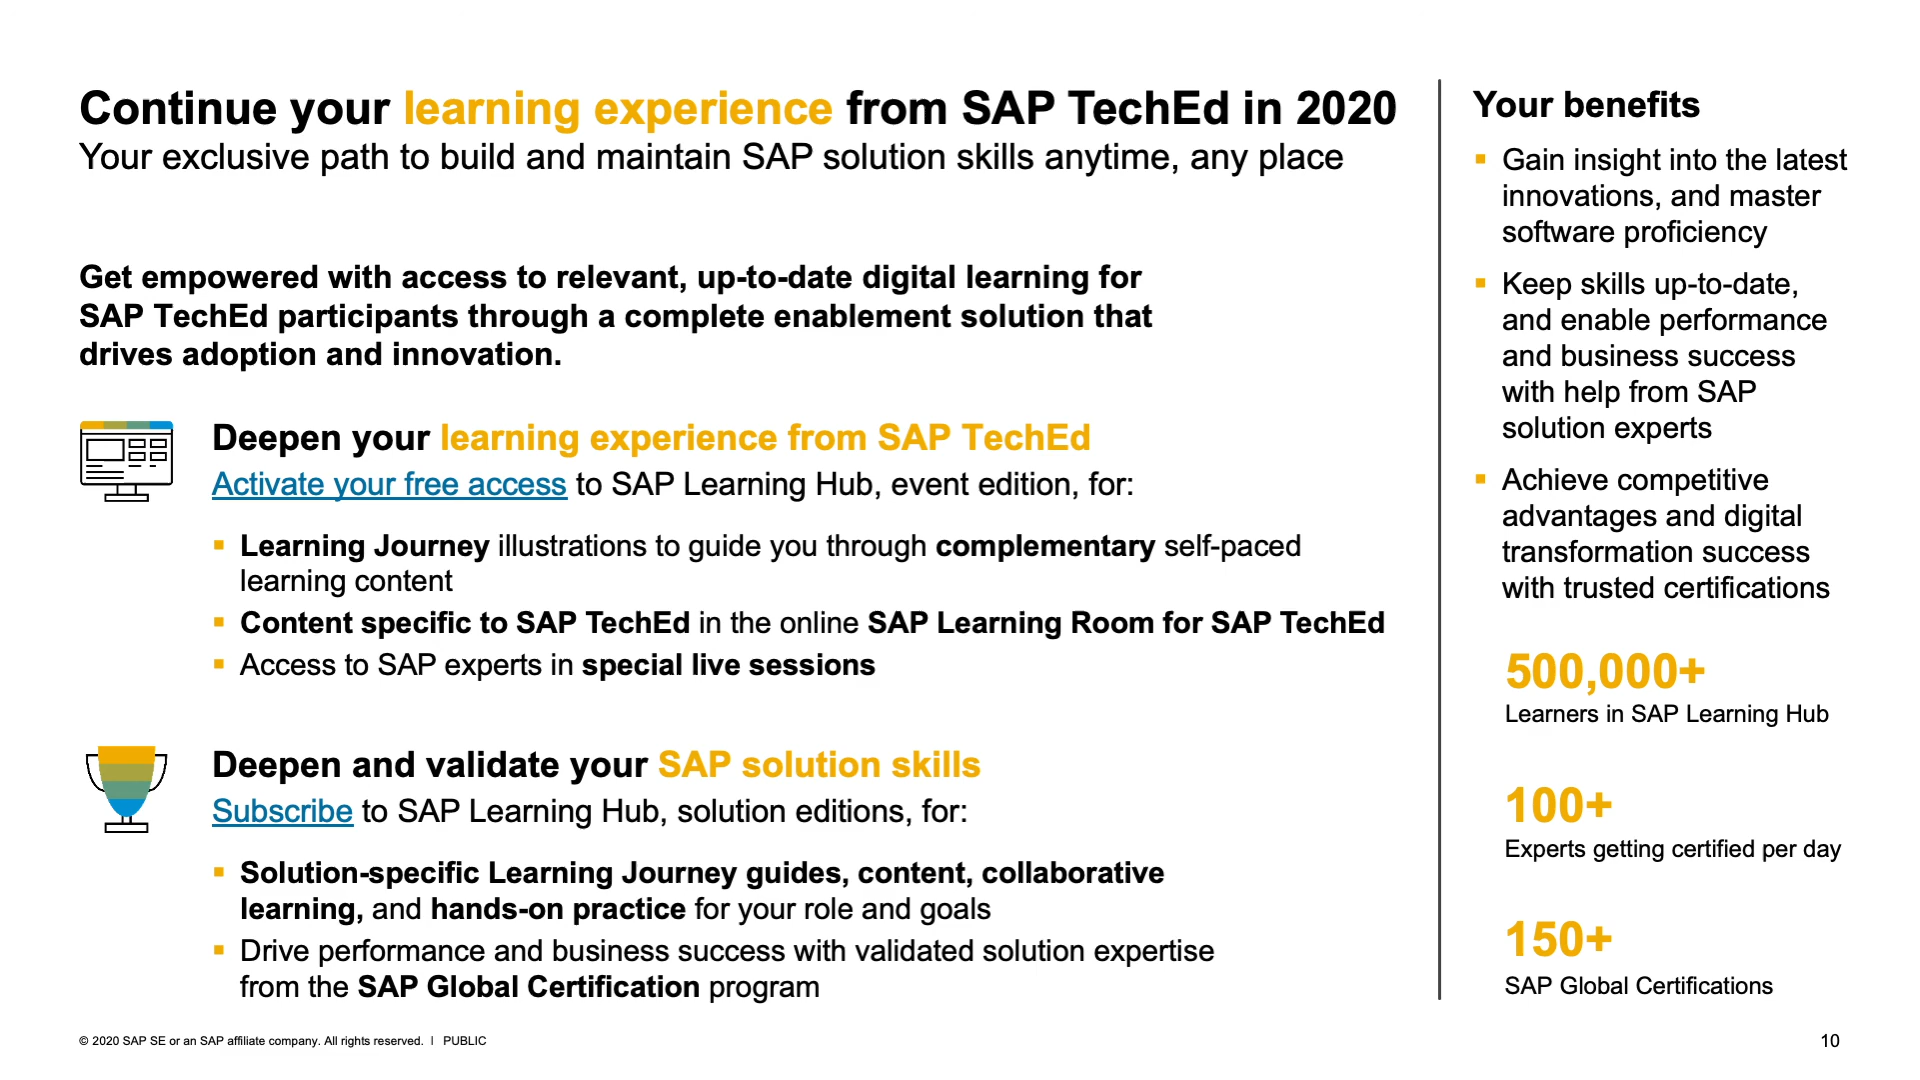 Continue your learning experience from SAP TechEd in 2020
Your exclusive path to build and maintain SAP solution skills anytime, any place
Get empowered with access to relevant, up-to-date digital learning for
SAP TechEd participants through a complete enablement solution that
drives adoption and innovation.
Deepen your learning experience from SAP TechEd
Activate your free access to SAP Learning Hub, event edition, for:
▪ Learning Journey illustrations to guide you through complementary self-paced
learning content
▪ Content specific to SAP TechEd in the online SAP Learning Room for SAP TechEd
▪ Access to SAP experts in special live sessions
Deepen and validate your SAP solution skills
Subscribe to SAP Learning Hub, solution editions, for:
▪ Solution-specific Learning Journey guides, content, collaborative
learning, and hands-on practice for your role and goals
▪ Drive performance and business success with validated solution expertise
from the SAP Global Certification program
Your benefits
▪ Gain insight into the latest
innovations, and master
software proficiency
▪ Keep skills up-to-date,
and enable performance
and business success
with help from SAP
solution experts
▪ Achieve competitive
advantages and digital
transformation success
with trusted certifications
500,000+
Learners in SAP Learning Hub
100+
Experts getting certified per day
150+
SAP Global Certifications
© 2020 SAP SE or an SAP affiliate company. All rights reserved. | PUBLIC
10